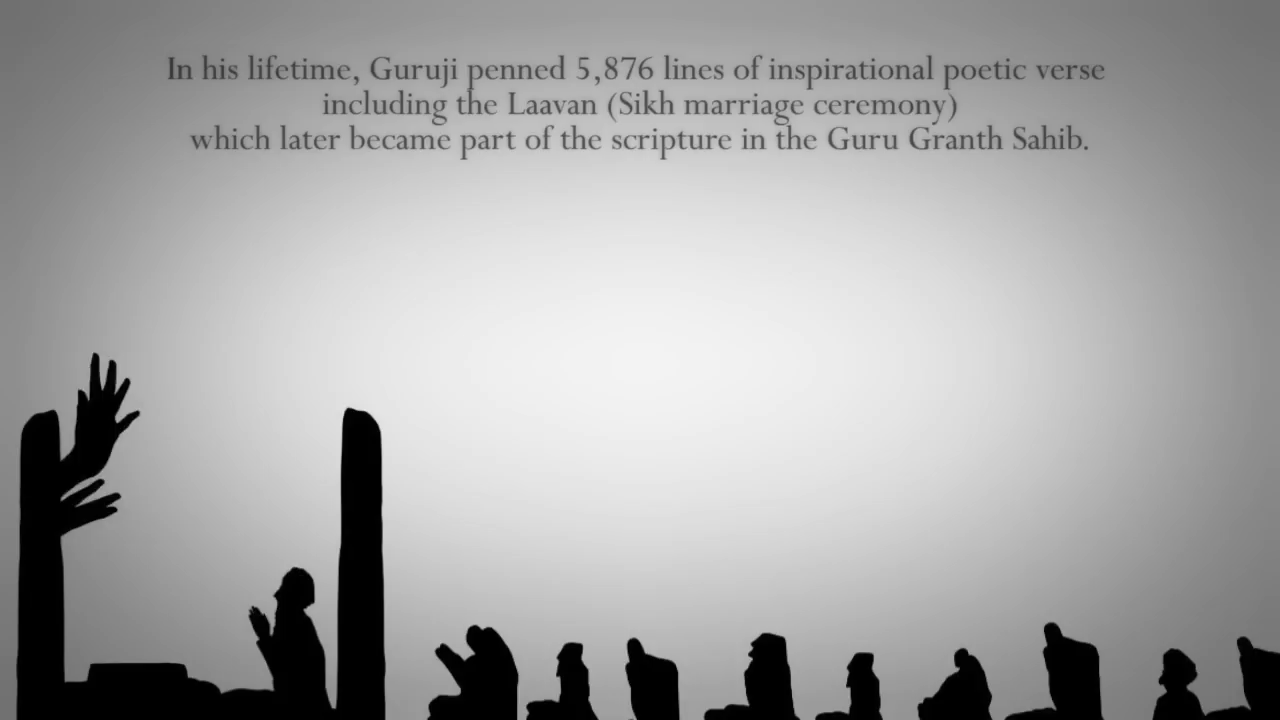 In his lifetime, Guruji penned 5,876 lines of inspirational poetic verse
including the Laavan (Sikh marriage ceremony)
which later became part of the scripture in the Guru Granth Sahib.